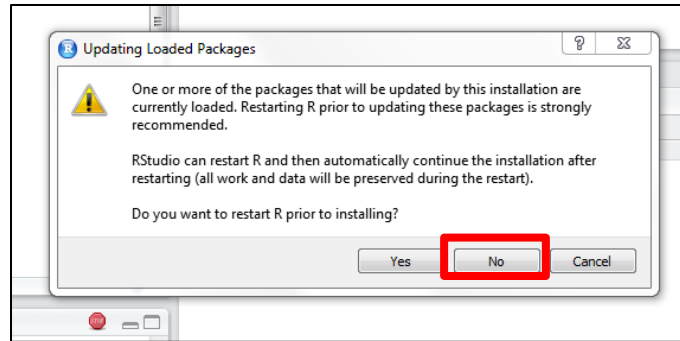 Updating Loaded Packages
One or more of the packages that will be updated by this installation are
currently loaded. Restarting R prior to updating these packages is strongly
recommended.
RStudio can restart R and then automatically continue the installation after
restarting (all work and data will be preserved during the restart).
Do you want to restart R prior to installing?
Yes No Cancel